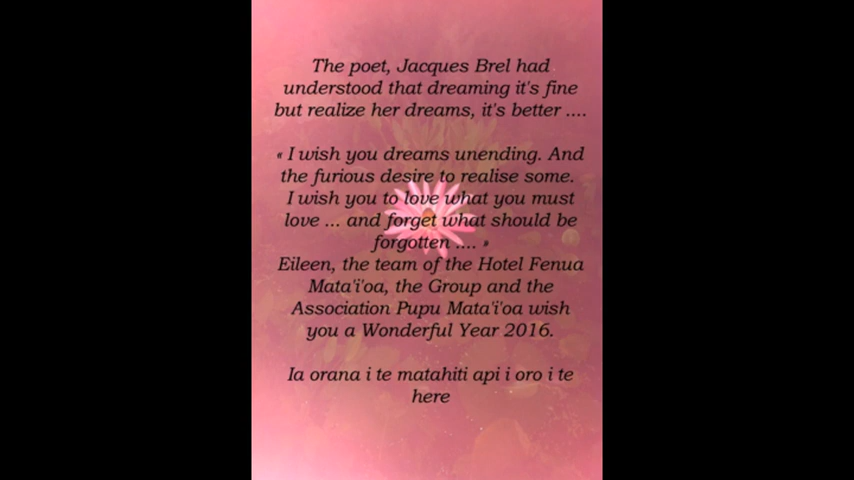 The poet, Jacques Brel had
understood that dreaming it's fine
but realize her dreams, it's better ....
« I wish you dreams unending. And
the furious desire to realise some.
I wish you to love what you must
love ... and forget what should be
forgotten .... »
Eileen, the team of the Hotel Fenua
Mata'i'oa, the Group and the
Association Pupu Mata'i'oa wish
you a Wonderful Year 2016.
Ia orana i te matahiti api i oro i te
here